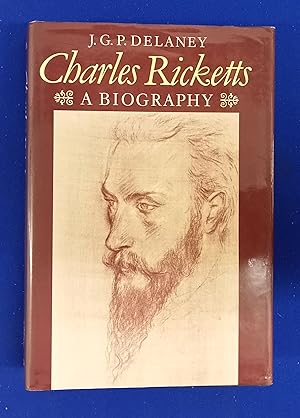 J. G. P. DELANEY
Charles Ricketts
A BIOGRAPHY